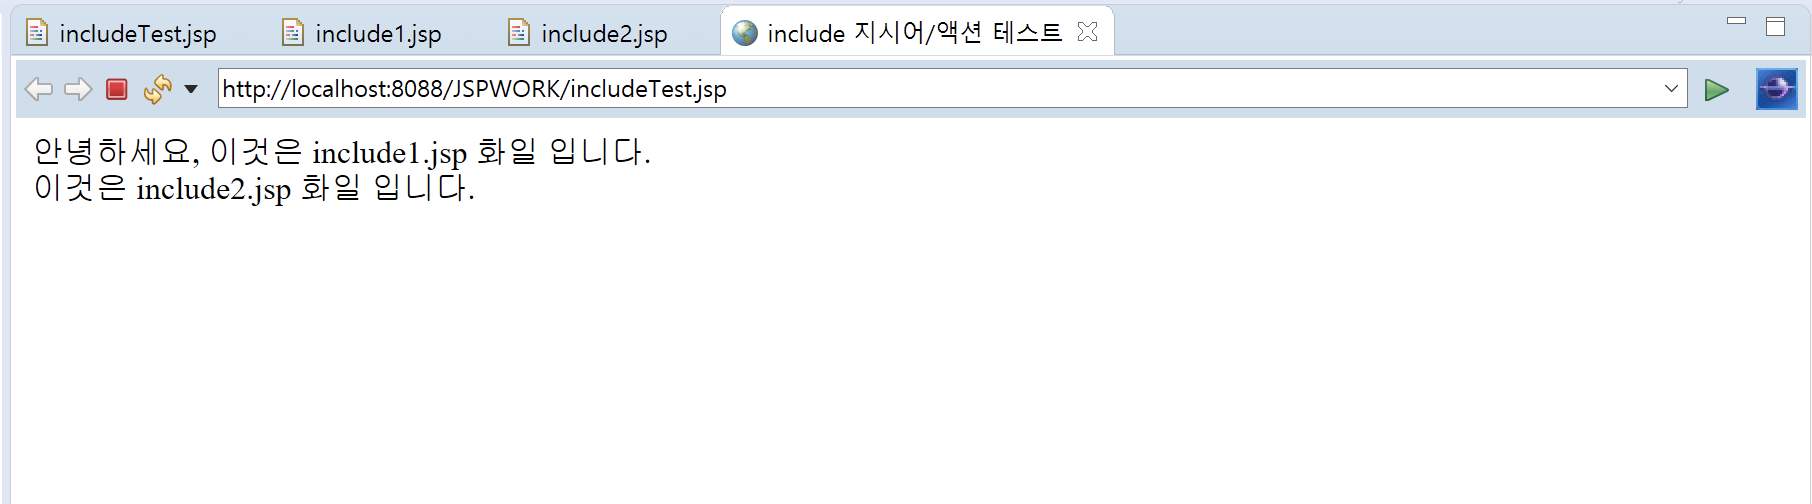 includeTest.jsp include1.jsp include2.jsp include 지시어/액션 테스트
http://localhost:8088/JSPWORK/includeTest.jsp
안녕하세요, 이것은 include1.jsp 화일 입니다.
이것은 include2.jsp 화일 입니다.